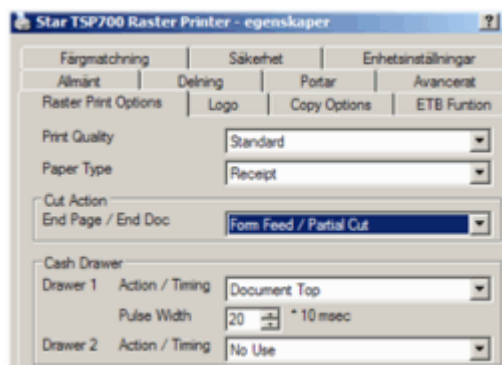 Star TSP700 Raster Printer - egenskaper ?
Färgmatchning Säkerhet Enhetsinställningar
Allmänt Delning Portar Avancerat
Raster Print Options Logo Copy Options ETB Funtion
Print Quality Standard
Paper Type Receipt
Cut Action
End Page / End Doc Form Feed / Partial Cut
Cash Drawer
Drawer 1 Action / Timing Document Top
Pulse Width 20 * 10 msec
Drawer 2 Action / Timing No Use